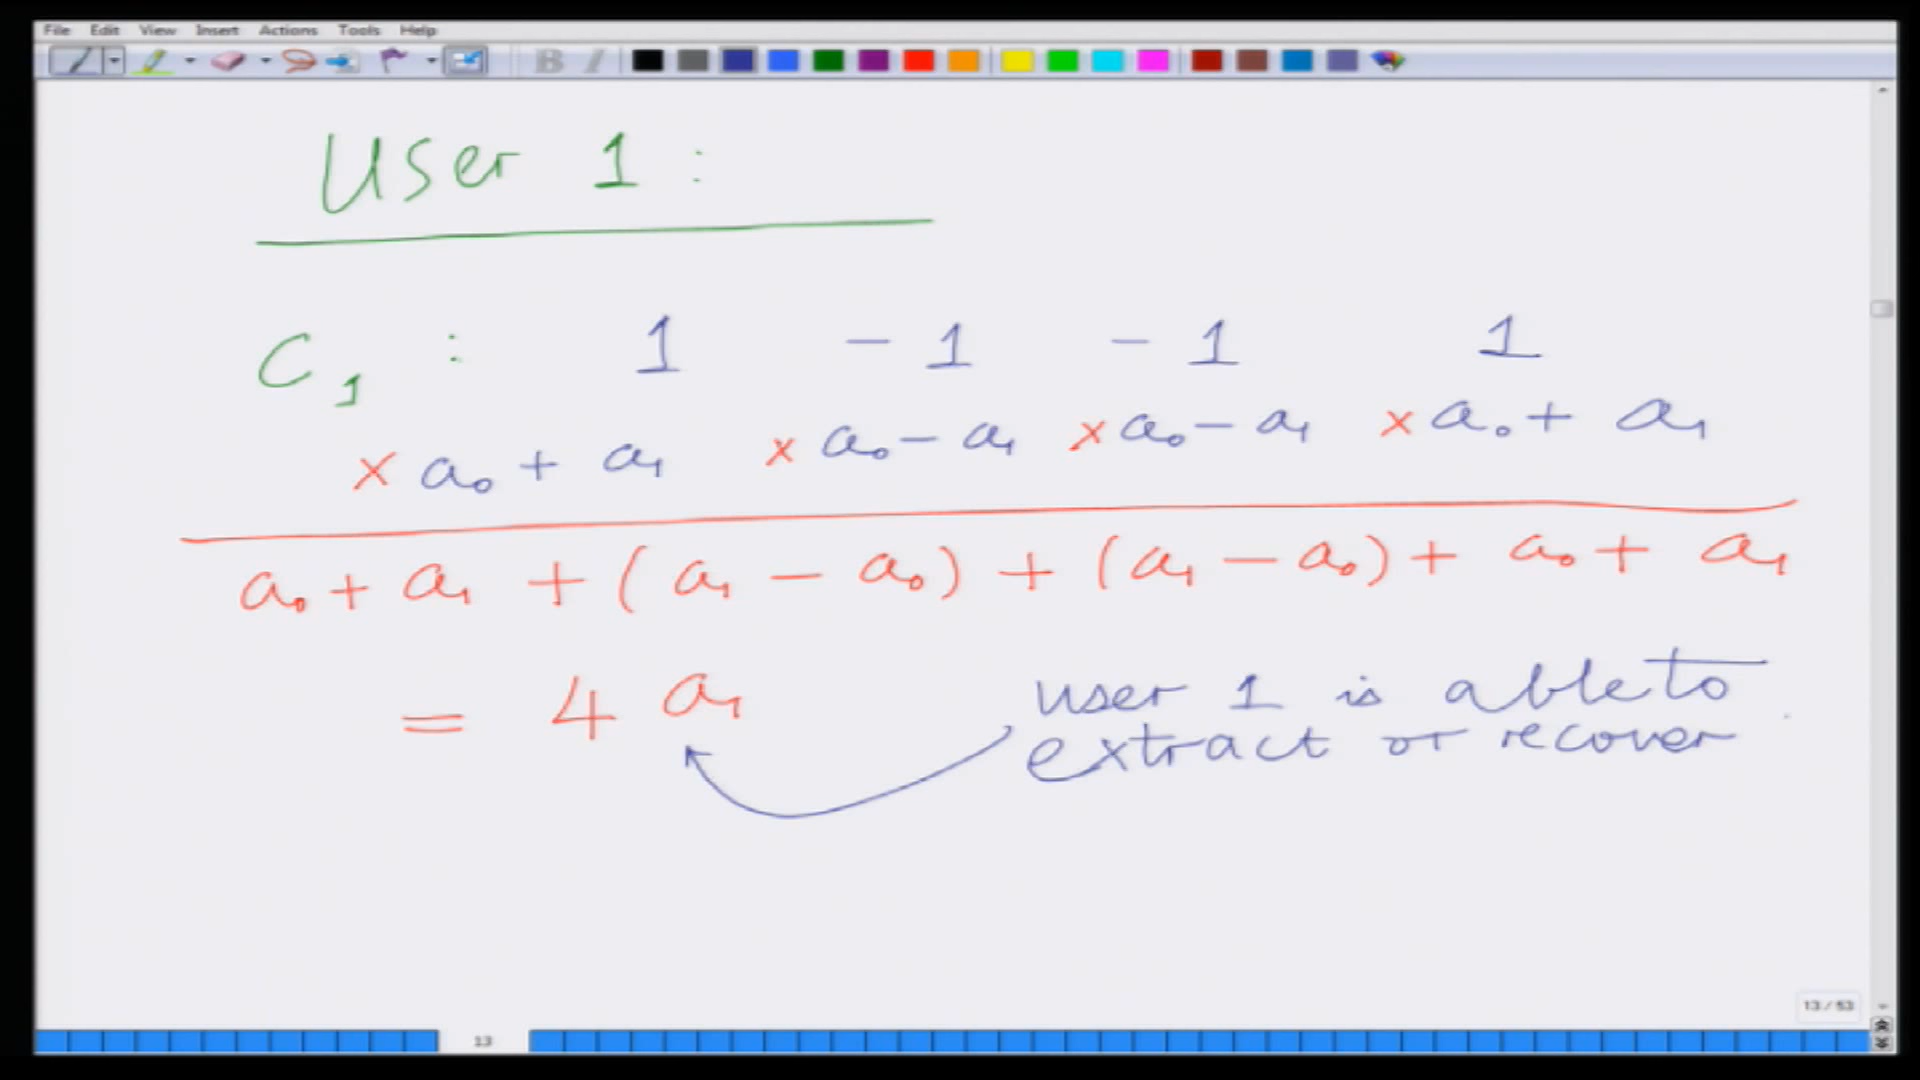 File Edit View Insert Actions Tools Help
B I
User 1 :
C₁ : 1 - 1 - 1 1
× a₀ + a₁ × a₀ - a₁ × a₀ - a₁ × a₀ + a₁
a₀ + a₁ + (a₁ - a₀) + (a₁ - a₀) + a₀ + a₁
= 4 a₁
user 1 is able to
extract or recover
13 / 53
13